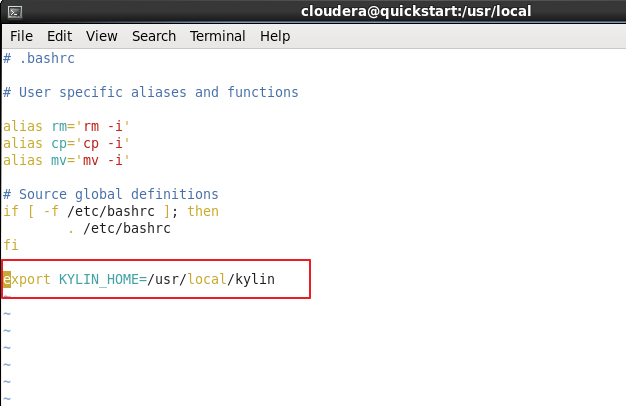 cloudera@quickstart:/usr/local
File Edit View Search Terminal Help
# .bashrc
# User specific aliases and functions
alias rm='rm -i'
alias cp='cp -i'
alias mv='mv -i'
# Source global definitions
if [ -f /etc/bashrc ]; then
        . /etc/bashrc
fi
export KYLIN_HOME=/usr/local/kylin
~
~
~
~
~
~
~